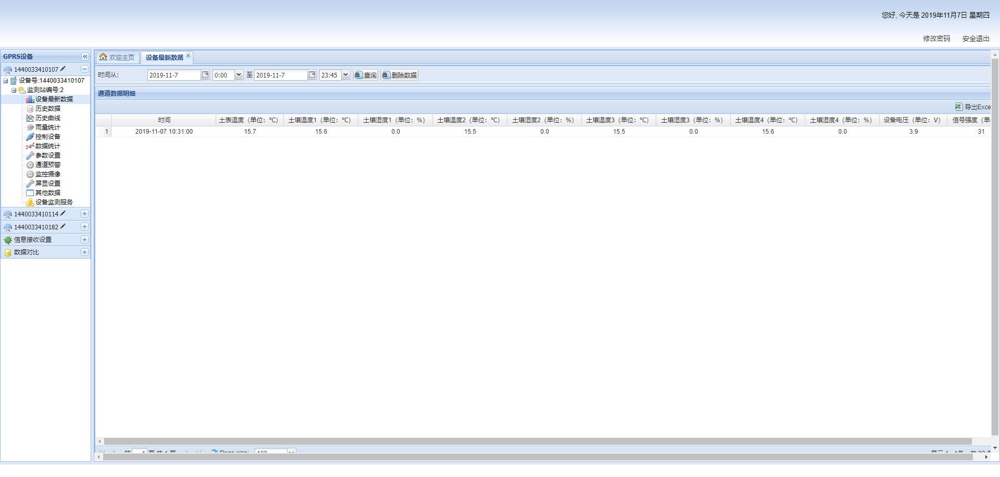 您好, 今天是 2019年11月7日 星期四
修改密码 安全退出
GPRS设备
1440033410107
设备号:1440033410107
监测站编号:2
设备最新数据
历史数据
历史曲线
雨量统计
控制设备
数据统计
参数设置
通道预警
监控摄像
屏显设置
其他数据
设备监测服务
1440033410114
1440033410182
信息接收设置
数据对比
欢迎主页 设备最新数据
时间从: 2019-11-7 0:00 至 2019-11-7 23:45 查询 删除数据
通道数据明细
导出Exce
时间 土表温度（单位：℃） 土壤温度1（单位：℃） 土壤湿度1（单位：%） 土壤温度2（单位：℃） 土壤湿度2（单位：%） 土壤温度3（单位：℃） 土壤湿度3（单位：%） 土壤温度4（单位：℃） 土壤湿度4（单位：%） 设备电压（单位：V） 信号强度（单
1 2019-11-07 10:31:00 15.7 15.6 0.0 15.5 0.0 15.5 0.0 15.6 0.0 3.9 31
第 1 页,共 1 页 Page size: 100